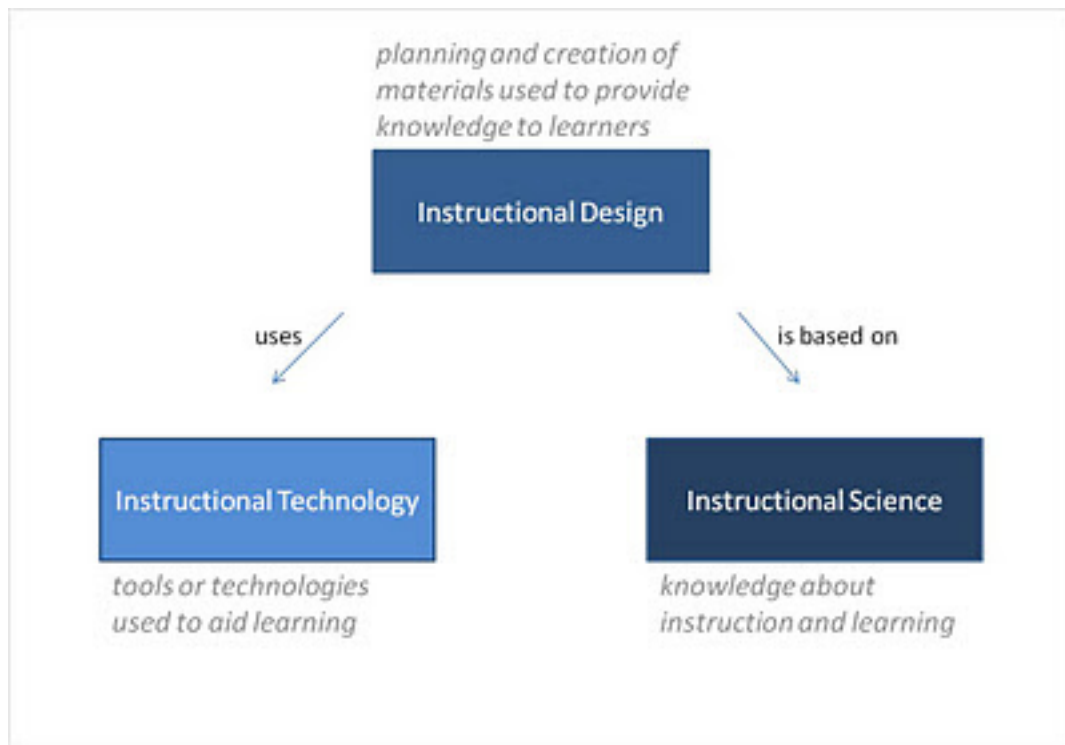 planning and creation of
materials used to provide
knowledge to learners
Instructional Design
uses
is based on
Instructional Technology
Instructional Science
tools or technologies
used to aid learning
knowledge about
instruction and learning